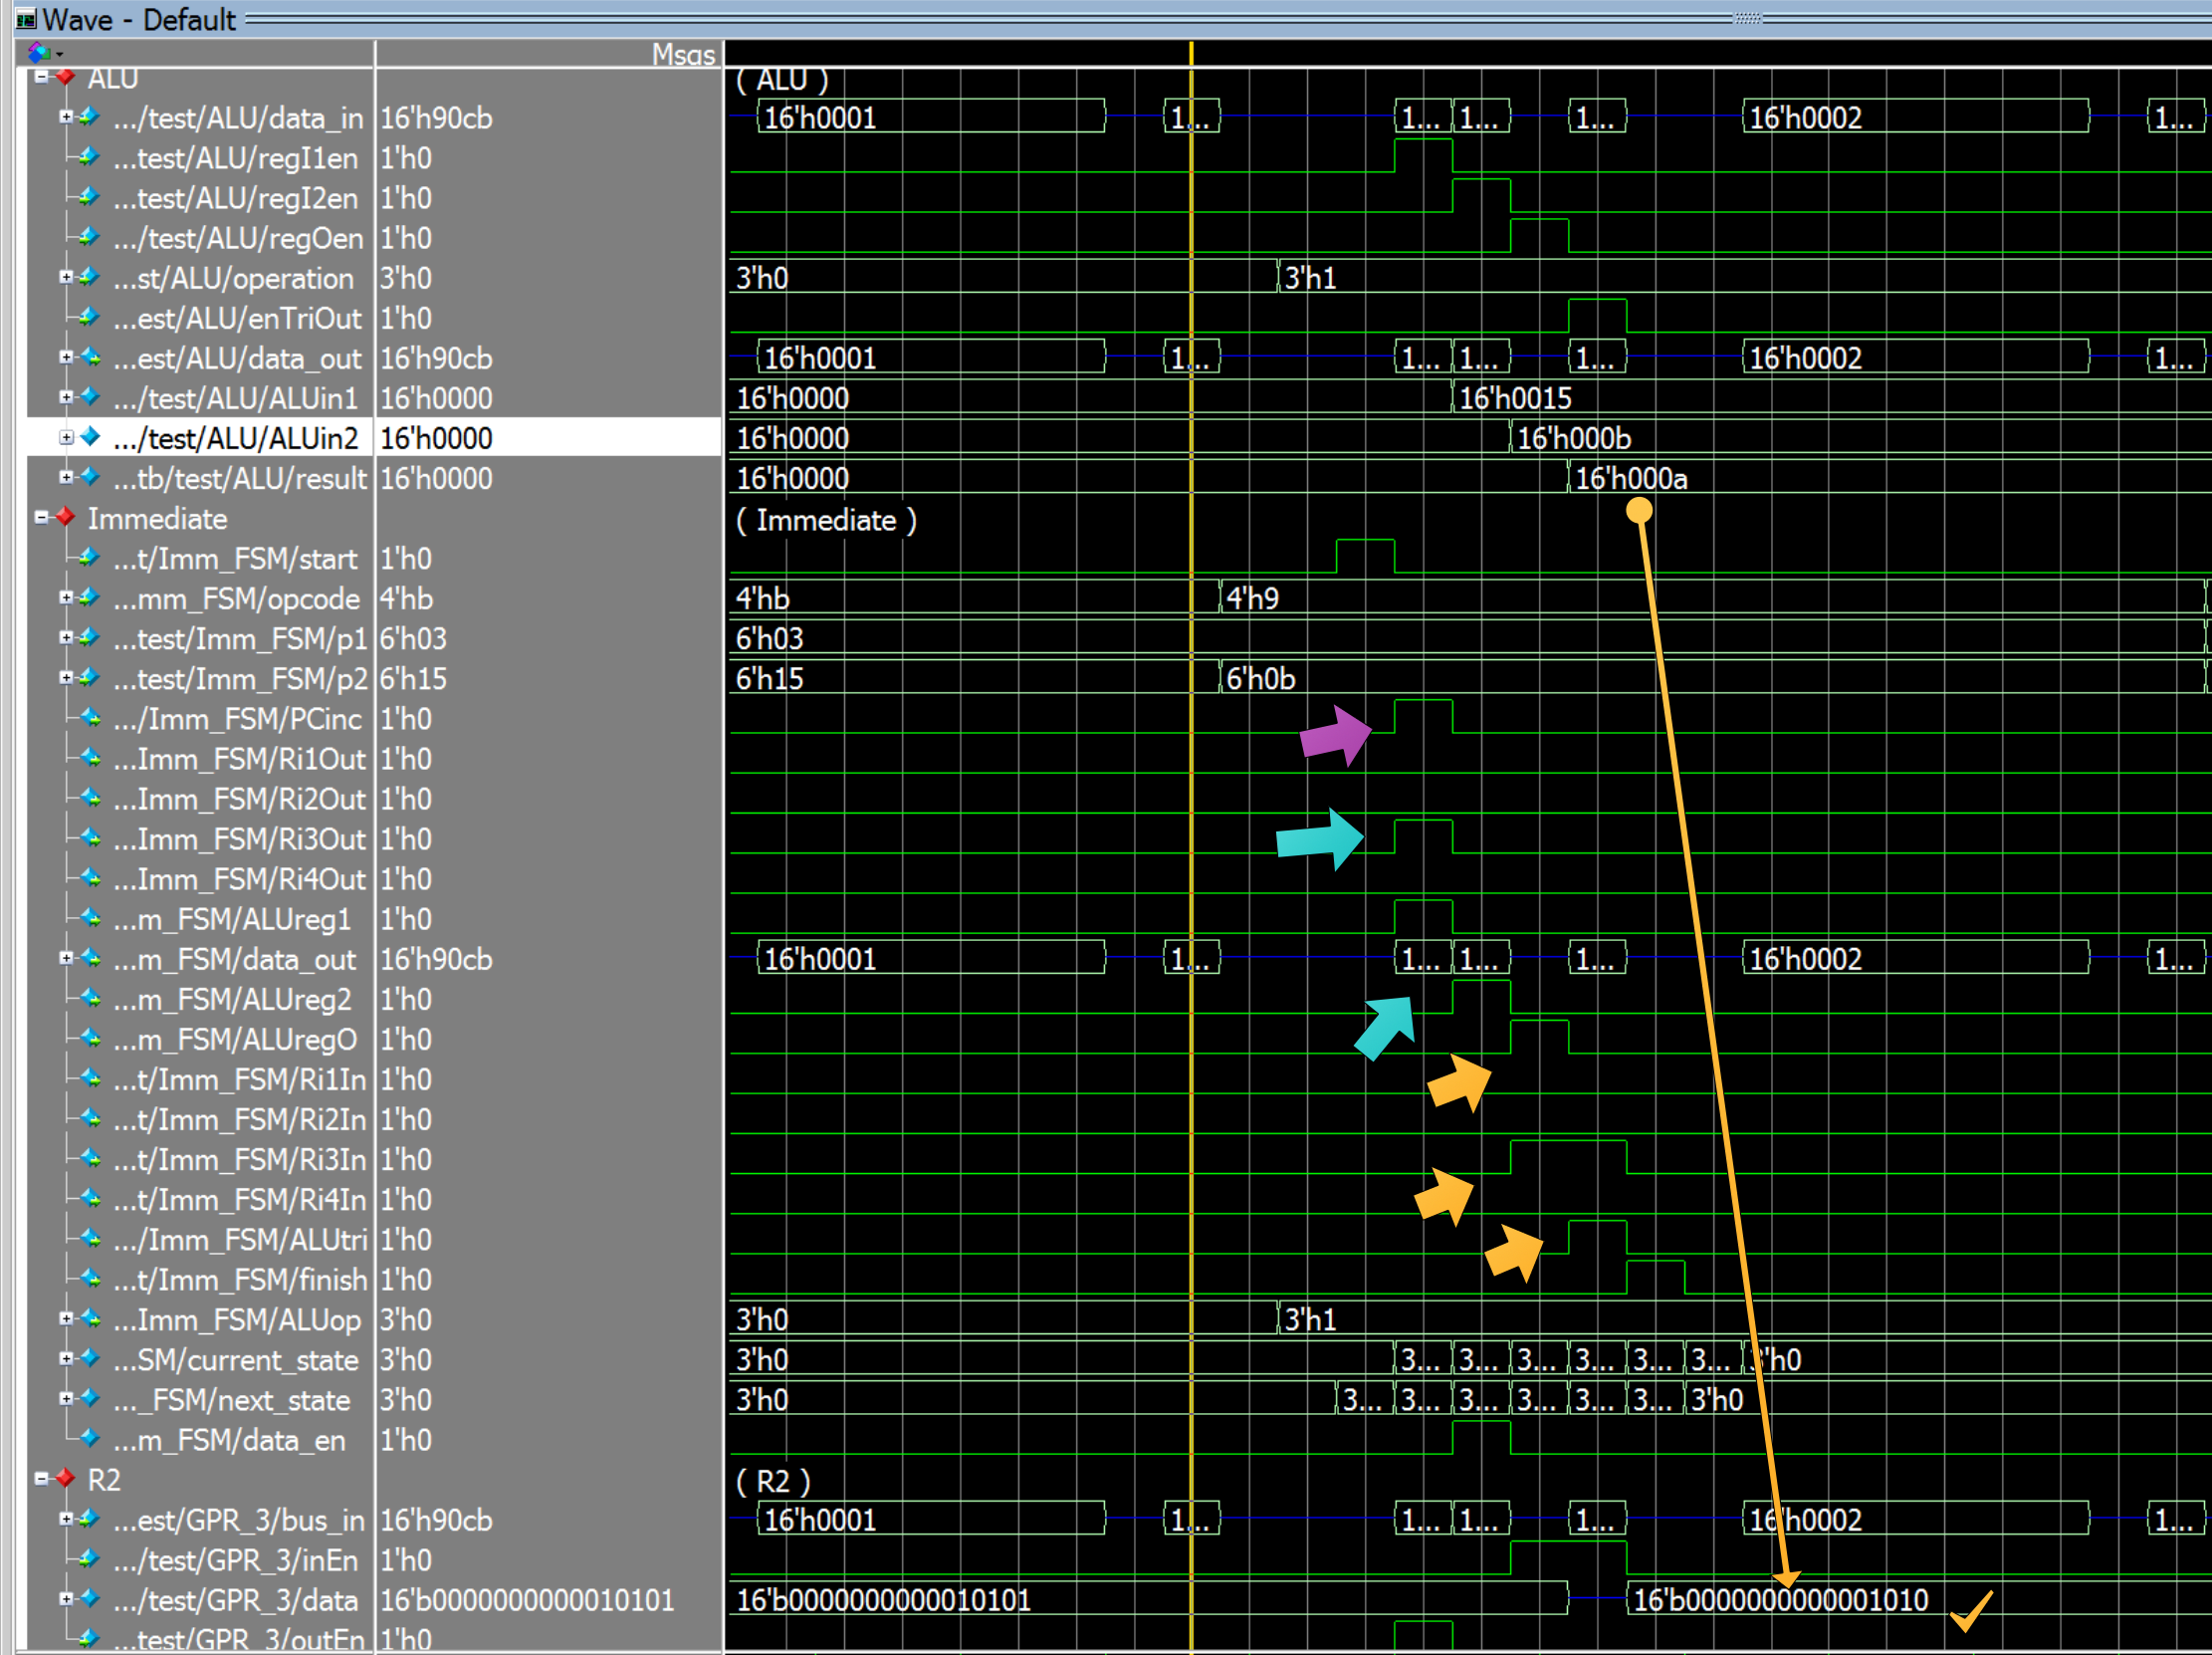 Wave - Default
Msgs
ALU ( ALU )
.../test/ALU/data_in 16'h90cb 16'h0001 1... 1... 1... 1... 16'h0002 1...
...test/ALU/regI1en 1'h0
...test/ALU/regI2en 1'h0
.../test/ALU/regOen 1'h0
...st/ALU/operation 3'h0 3'h0 3'h1
...est/ALU/enTriOut 1'h0
...est/ALU/data_out 16'h90cb 16'h0001 1... 1... 1... 1... 16'h0002 1...
.../test/ALU/ALUin1 16'h0000 16'h0000 16'h0015
.../test/ALU/ALUin2 16'h0000 16'h0000 16'h000b
...tb/test/ALU/result 16'h0000 16'h0000 16'h000a
Immediate ( Immediate )
...t/Imm_FSM/start 1'h0
...mm_FSM/opcode 4'hb 4'hb 4'h9
...test/Imm_FSM/p1 6'h03 6'h03
...test/Imm_FSM/p2 6'h15 6'h15 6'h0b
.../Imm_FSM/PCinc 1'h0
...Imm_FSM/Ri1Out 1'h0
...Imm_FSM/Ri2Out 1'h0
...Imm_FSM/Ri3Out 1'h0
...Imm_FSM/Ri4Out 1'h0
...m_FSM/ALUreg1 1'h0
...m_FSM/data_out 16'h90cb 16'h0001 1... 1... 1... 1... 16'h0002 1...
...m_FSM/ALUreg2 1'h0
...m_FSM/ALUregO 1'h0
...t/Imm_FSM/Ri1In 1'h0
...t/Imm_FSM/Ri2In 1'h0
...t/Imm_FSM/Ri3In 1'h0
...t/Imm_FSM/Ri4In 1'h0
.../Imm_FSM/ALUtri 1'h0
...t/Imm_FSM/finish 1'h0
...Imm_FSM/ALUop 3'h0 3'h0 3'h1
...SM/current_state 3'h0 3'h0 3... 3... 3... 3... 3... 3... 3'h0
..._FSM/next_state 3'h0 3'h0 3... 3... 3... 3... 3... 3... 3'h0
...m_FSM/data_en 1'h0
R2 ( R2 )
...est/GPR_3/bus_in 16'h90cb 16'h0001 1... 1... 1... 1... 16'h0002 1...
.../test/GPR_3/inEn 1'h0
.../test/GPR_3/data 16'b0000000000010101 16'b0000000000010101 16'b0000000000001010
...test/GPR_3/outEn 1'h0